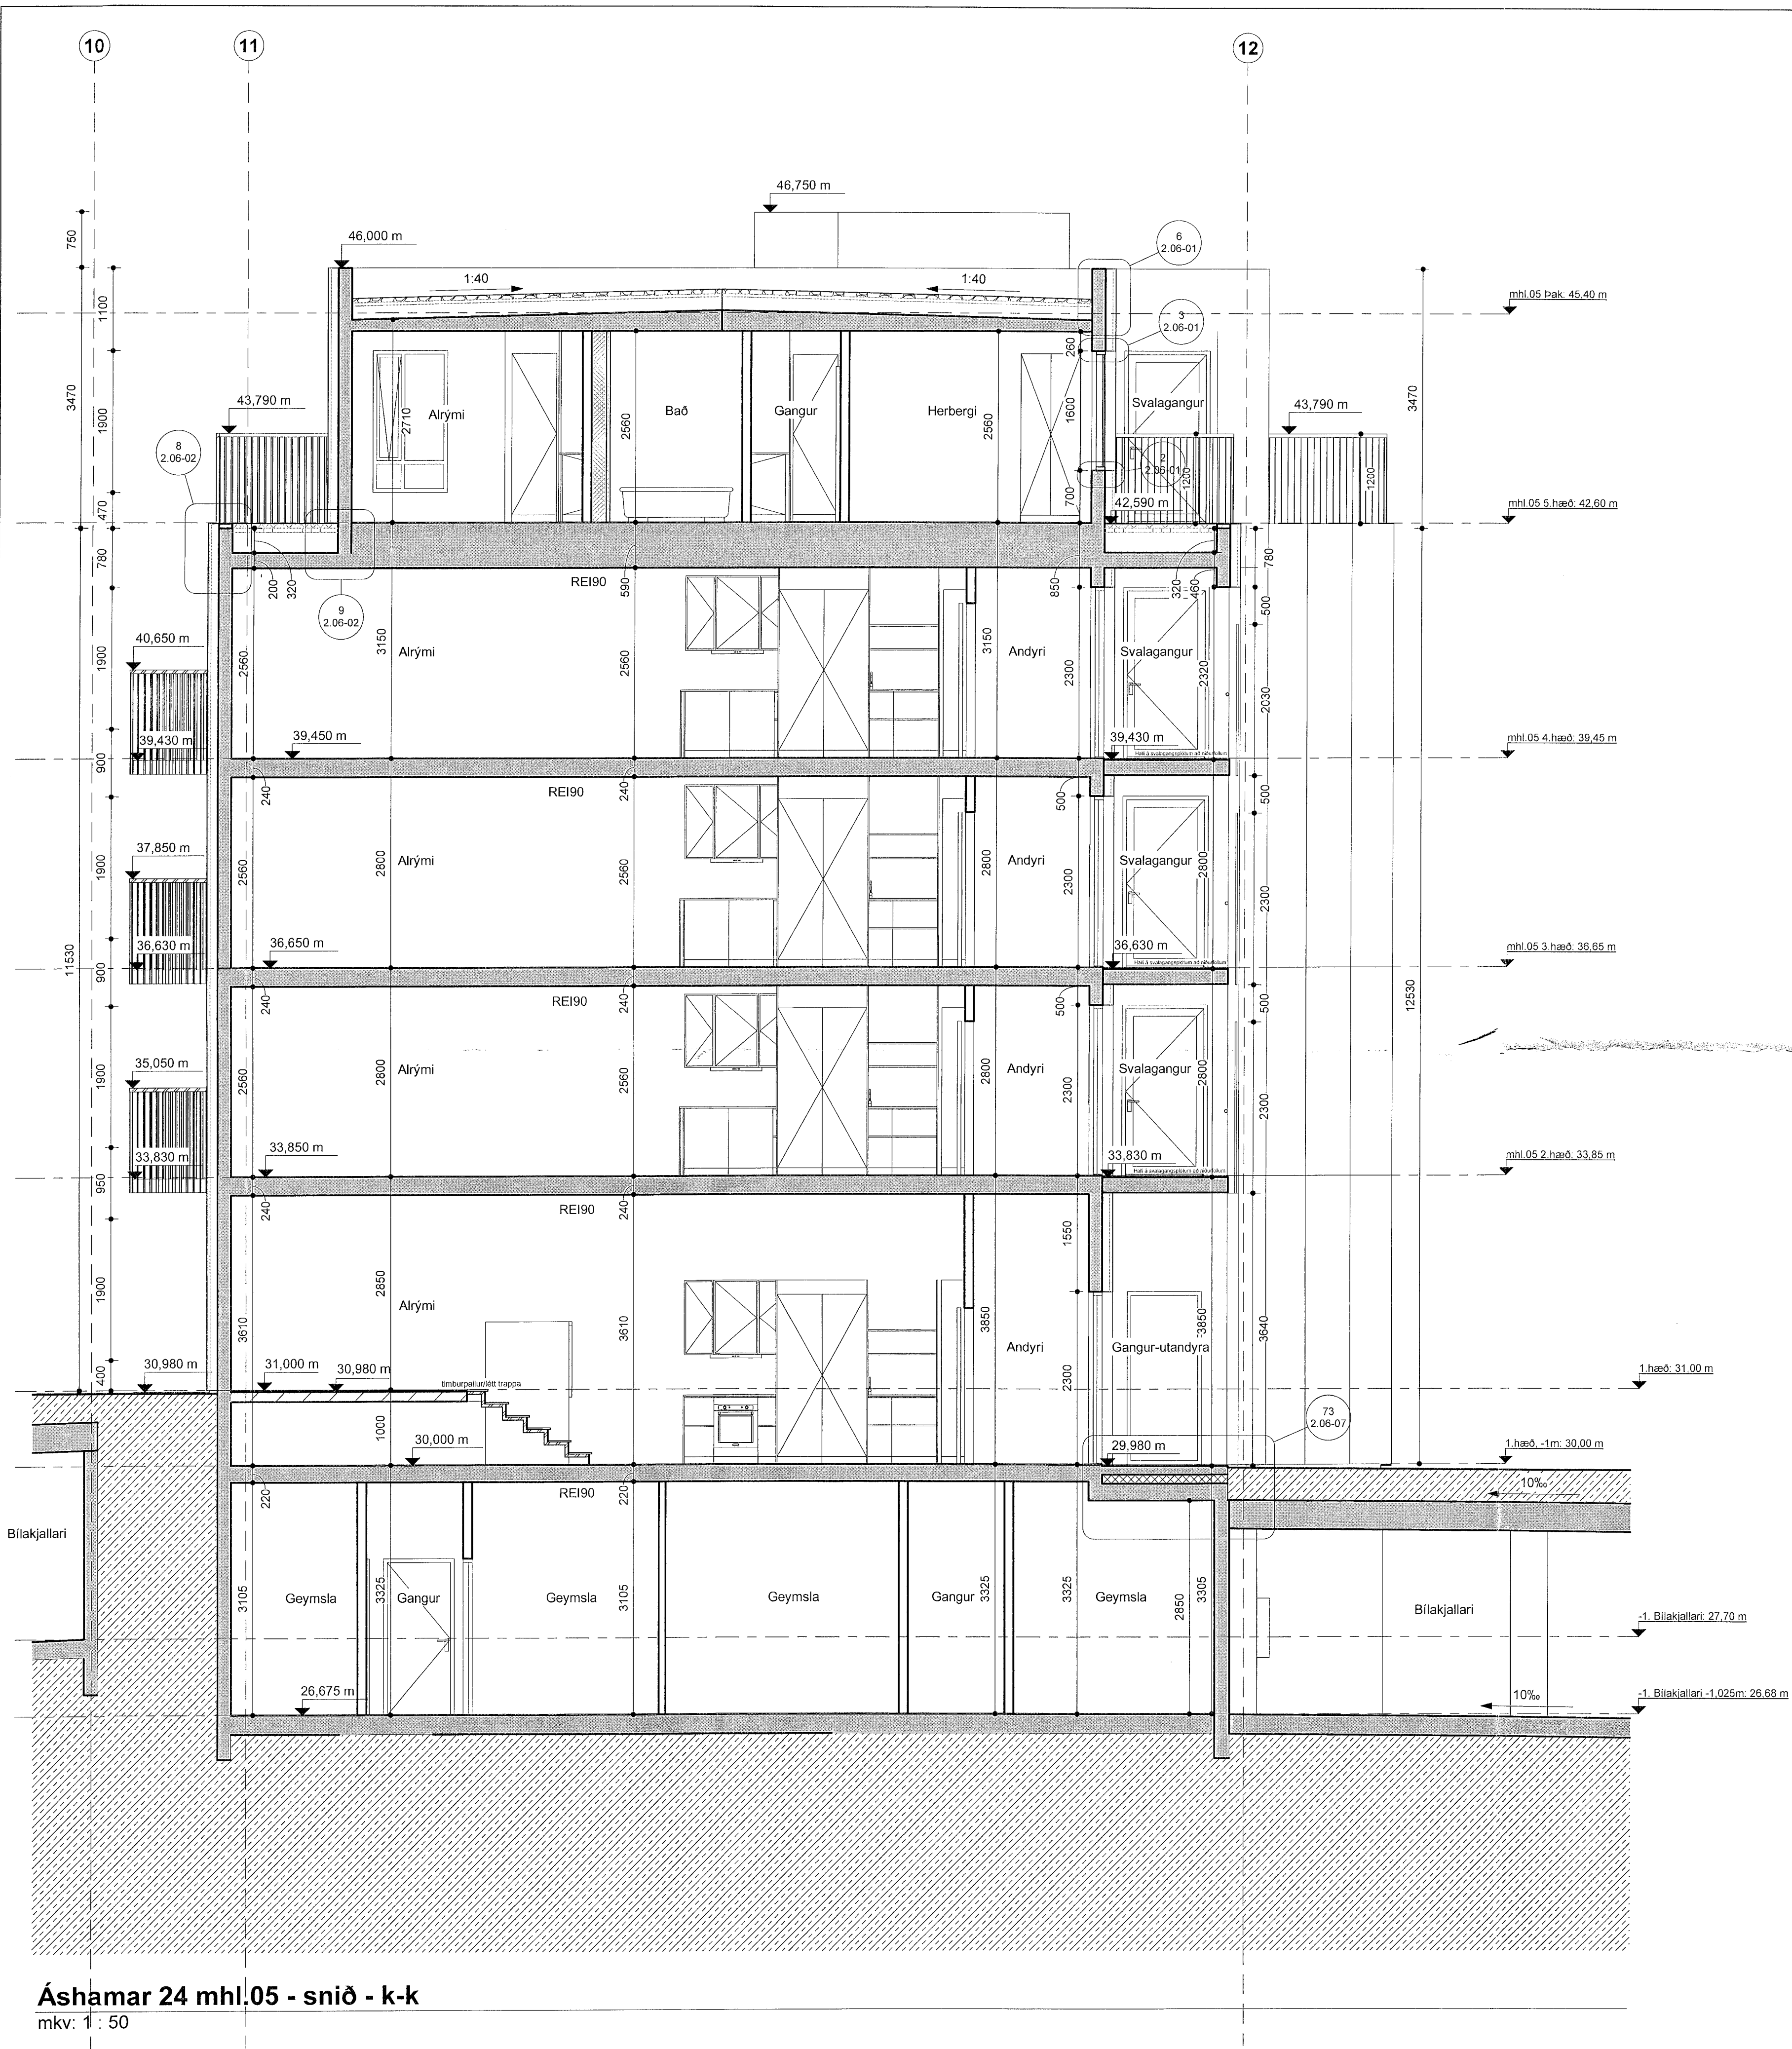 10
11
12
46,750 m
46,000 m
6
2.06-01
750
1:40
1:40
mhl.05 Þak: 45,40 m
1100
3
2.06-01
260
3470
1900
43,790 m
Alrými
2710
2560
Bað
Gangur
Herbergi
2560
1600
Svalagangur
43,790 m
3470
8
2.06-02
2
2.06-01
1200
1200
470
700
42,590 m
mhl.05 5.hæð: 42,60 m
780
200
320
REI90
590
850
320
460
780
9
2.06-02
500
40,650 m
1900
2560
3150
Alrými
2560
3150
Andyri
2300
Svalagangur
2320
2030
39,430 m
39,450 m
39,430 m
mhl.05 4.hæð: 39,45 m
Halli á svalagangsplötum að niðurföllum
900
240
REI90
240
500
500
37,850 m
1900
2560
2800
Alrými
2560
2800
Andyri
2300
Svalagangur
2800
2300
11530
36,630 m
36,650 m
36,630 m
mhl.05 3.hæð: 36,65 m
Halli á svalagangsplötum að niðurföllum
900
240
REI90
240
500
500
12530
35,050 m
1900
2560
2800
Alrými
2560
2800
Andyri
2300
Svalagangur
2800
2300
33,830 m
33,850 m
33,830 m
mhl.05 2.hæð: 33,85 m
Halli á svalagangsplötum að niðurföllum
950
240
REI90
240
1550
1900
2850
Alrými
3610
3610
3850
Andyri
2300
Gangur-utandyra
3850
3640
400
30,980 m
31,000 m
30,980 m
timburpallur/létt trappa
1.hæð: 31,00 m
73
2.06-07
1000
30,000 m
29,980 m
1.hæð, -1m: 30,00 m
10‰
220
REI90
220
Bílakjallari
3105
Geymsla
3325
Gangur
Geymsla
3105
Geymsla
Gangur
3325
3325
Geymsla
2850
3305
Bílakjallari
-1. Bílakjallari: 27,70 m
26,675 m
10‰
-1. Bílakjallari -1,025m: 26,68 m
Áshamar 24 mhl.05 - snið - k-k
mkv: 1 : 50